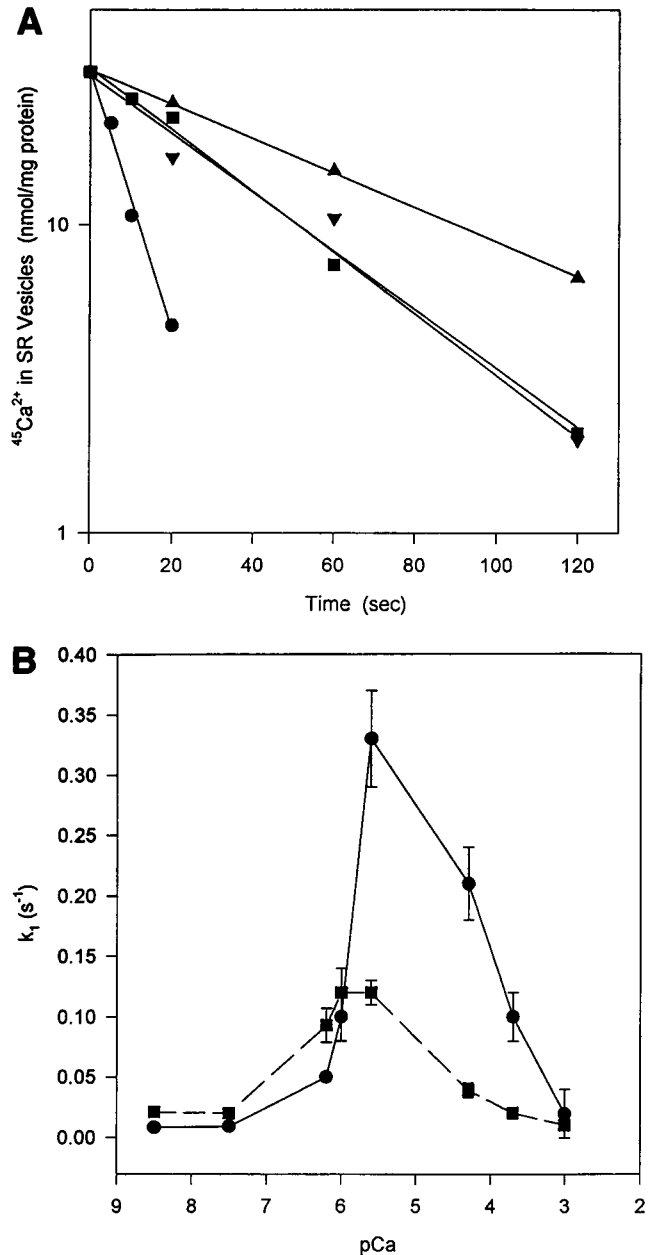 A
⁴⁵Ca²⁺ in SR Vesicles (nmol/mg protein)
10
1
0 20 40 60 80 100 120
Time (sec)
B
k₁ (s⁻¹)
0.40
0.35
0.30
0.25
0.20
0.15
0.10
0.05
0.00
9 8 7 6 5 4 3 2
pCa